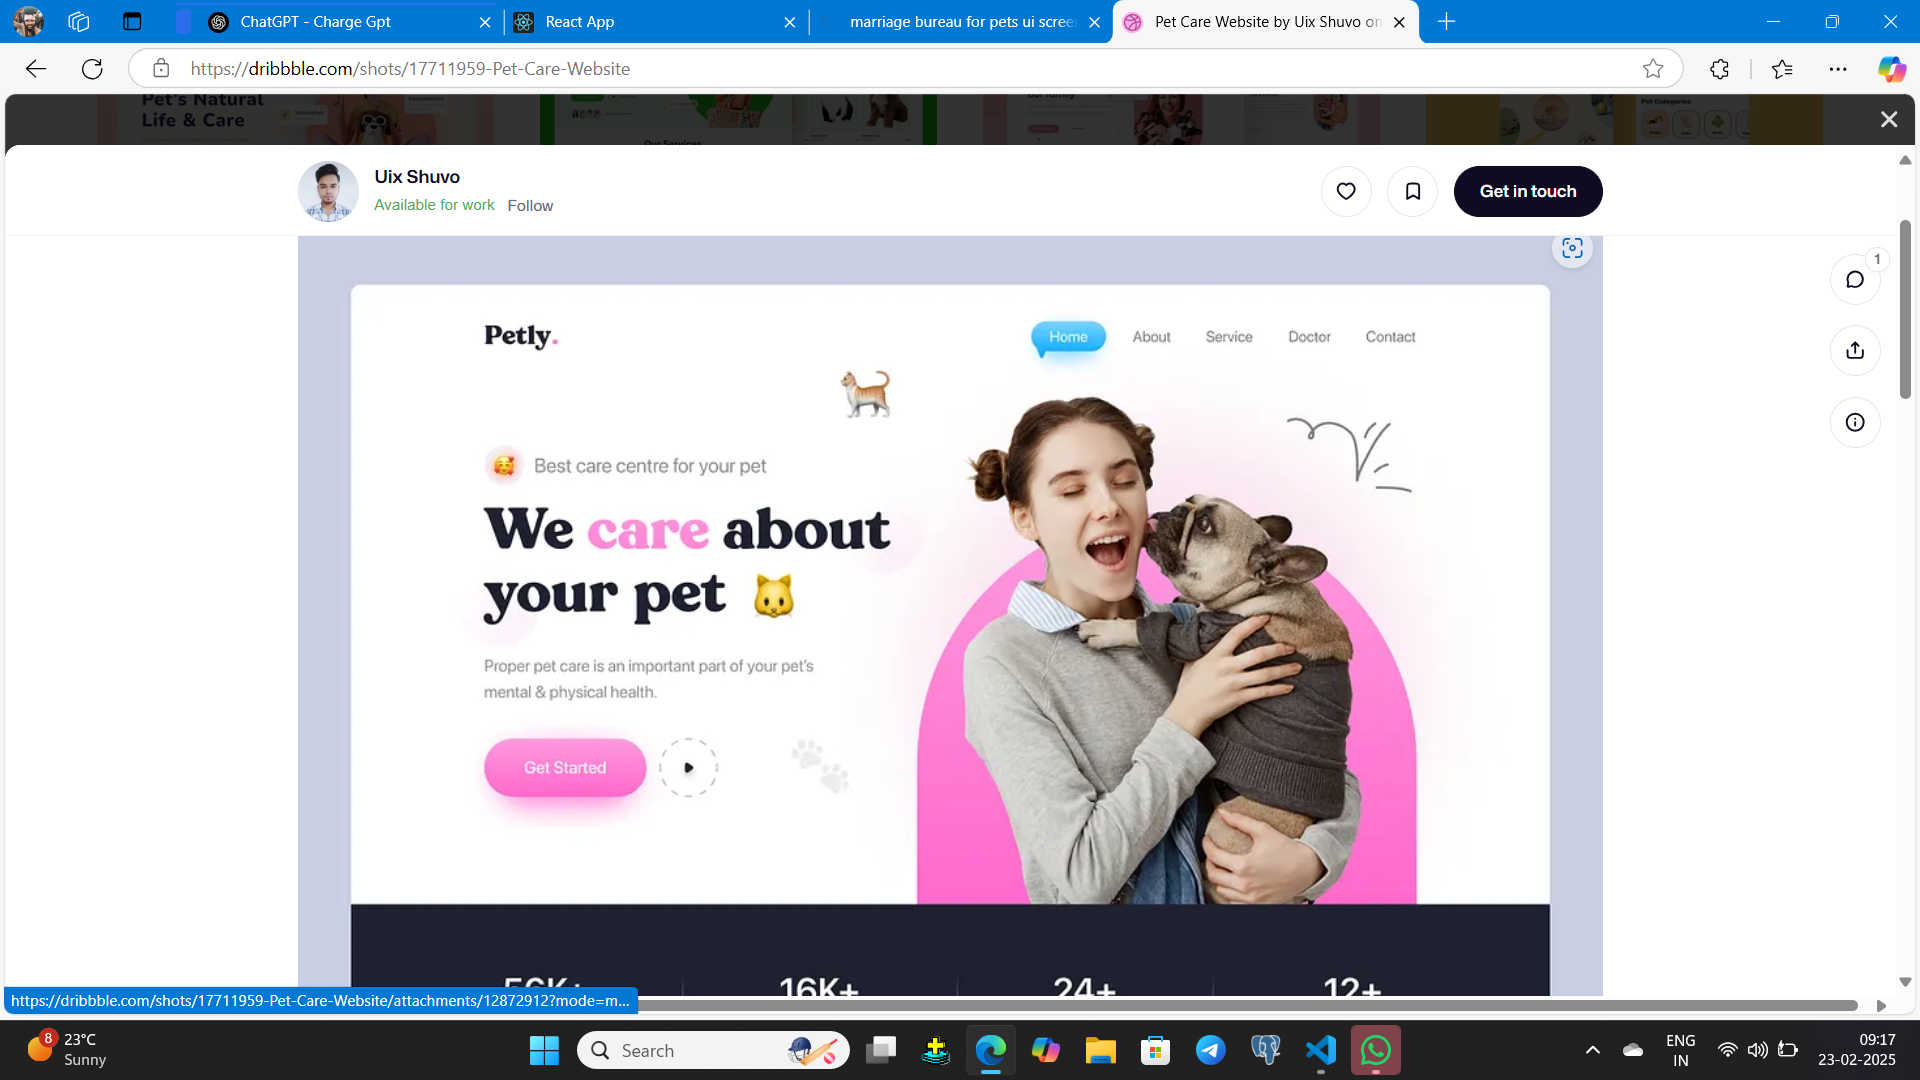 ChatGPT - Charge Gpt
React App
marriage bureau for pets ui scree
Pet Care Website by Uix Shuvo on
https://dribbble.com/shots/17711959-Pet-Care-Website
Pet's Natural
Life & Care
Our Services
Pet Categories
Uix Shuvo
Available for work Follow
Get in touch
1
Petly.
Home About Service Doctor Contact
Best care centre for your pet
We care about
your pet
Proper pet care is an important part of your pet's
mental & physical health.
Get Started
56K+ 16K+ 24+ 12+
https://dribbble.com/shots/17711959-Pet-Care-Website/attachments/12872912?mode=m...
8
23°C
Sunny
Search
ENG
IN
09:17
23-02-2025